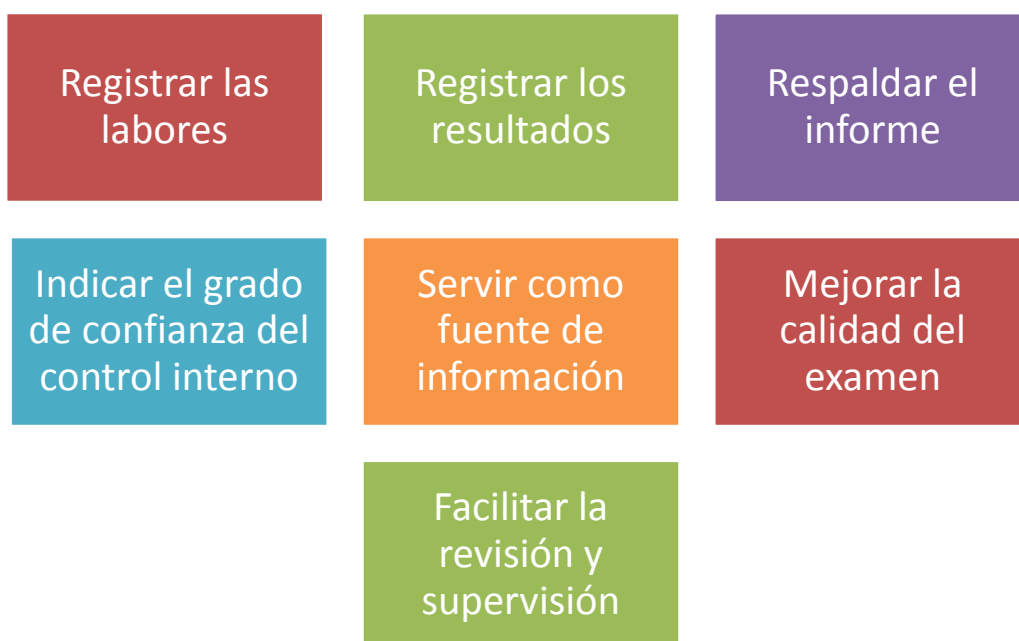 Registrar las
labores
Registrar los
resultados
Respaldar el
informe
Indicar el grado
de confianza del
control interno
Servir como
fuente de
información
Mejorar la
calidad del
examen
Facilitar la
revisión y
supervisión